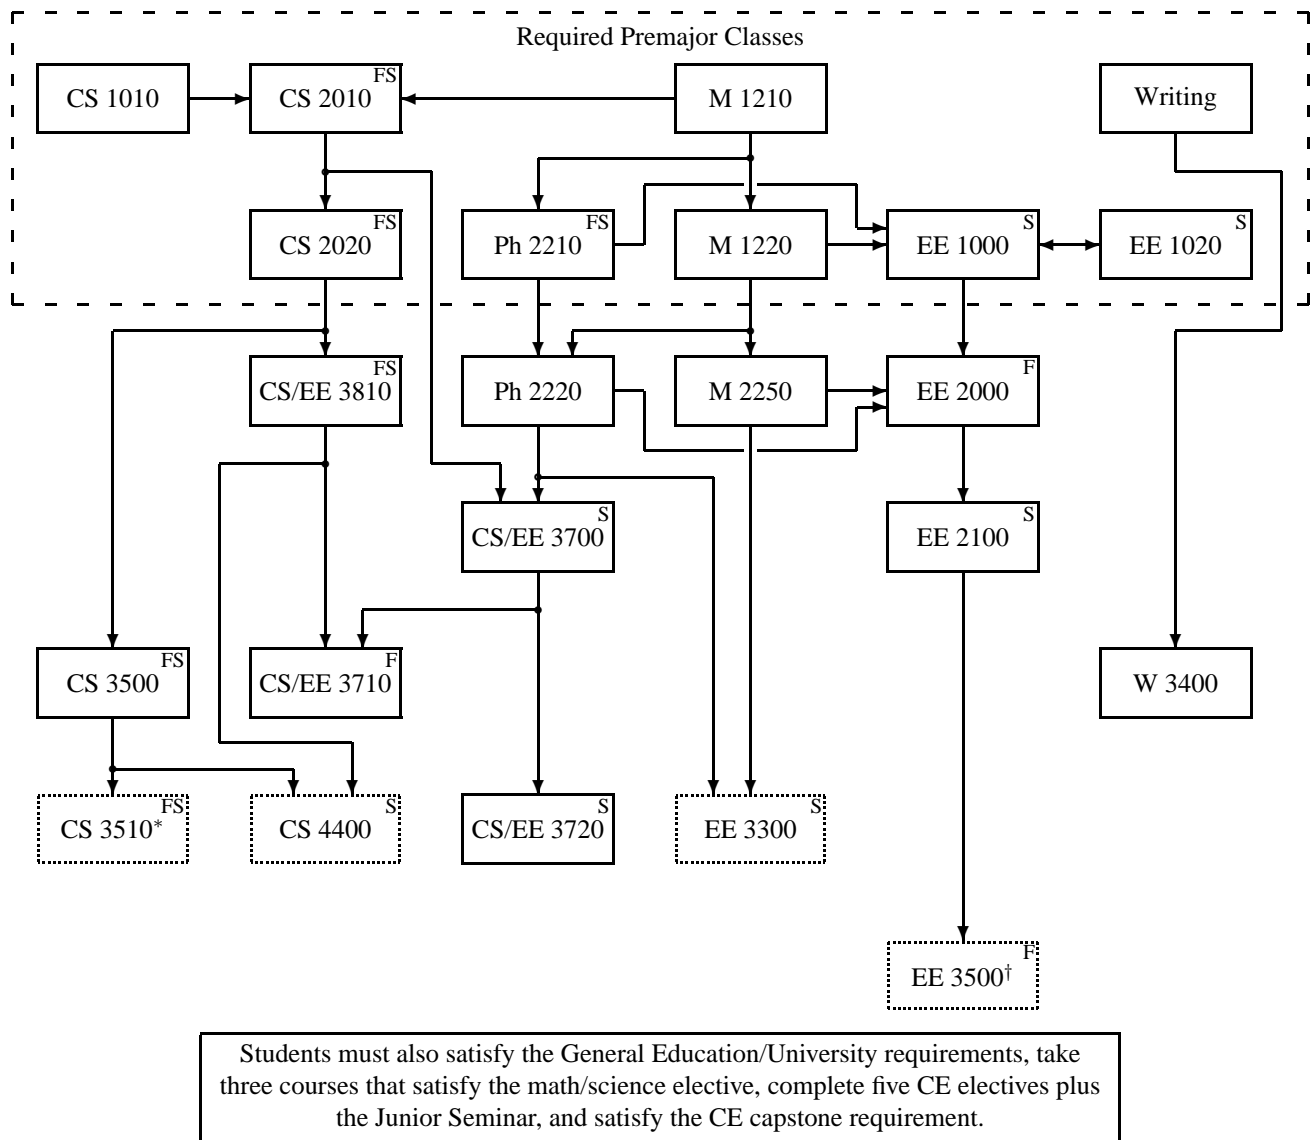 Required Premajor Classes
CS 1010
FS
CS 2010
M 1210
Writing
FS
CS 2020
FS
Ph 2210
M 1220
S
EE 1000
S
EE 1020
FS
CS/EE 3810
Ph 2220
M 2250
F
EE 2000
S
CS/EE 3700
S
EE 2100
FS
CS 3500
F
CS/EE 3710
W 3400
FS
CS 3510*
S
CS 4400
S
CS/EE 3720
S
EE 3300
F
EE 3500†
Students must also satisfy the General Education/University requirements, take
three courses that satisfy the math/science elective, complete five CE electives plus
the Junior Seminar, and satisfy the CE capstone requirement.